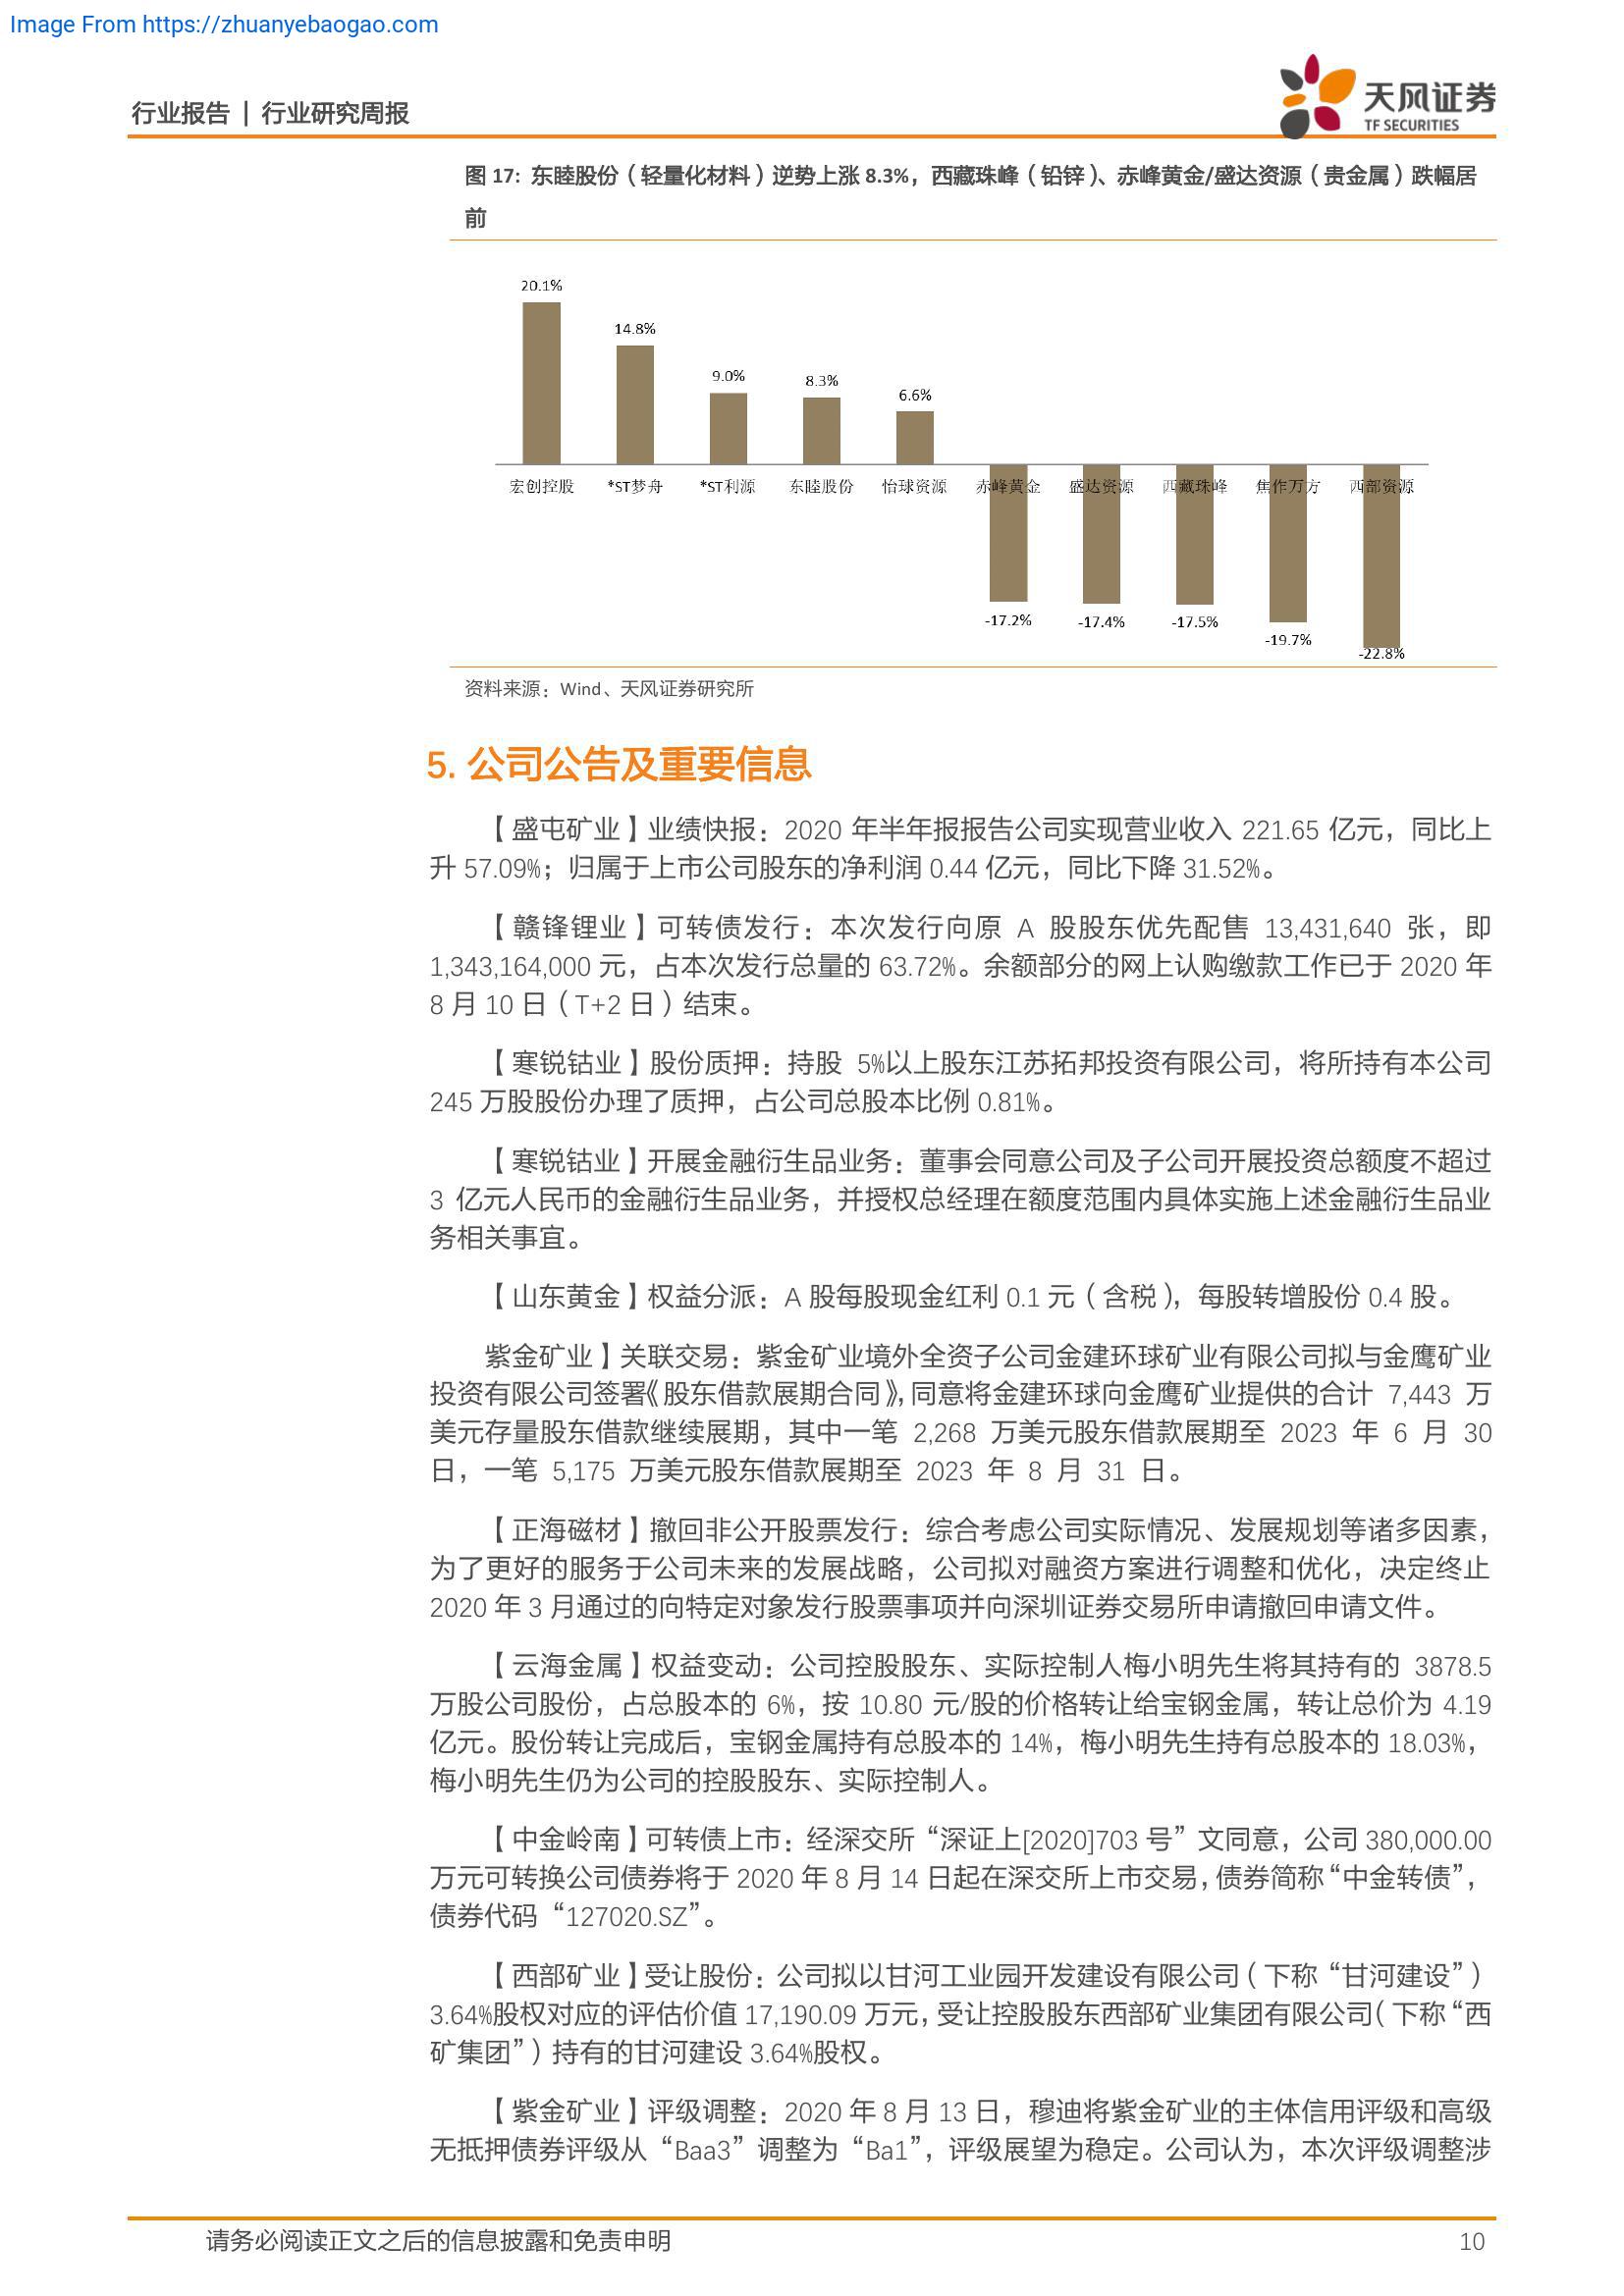 Image From https://zhuanyebaogao.com
行业报告 | 行业研究周报
天风证券
TF SECURITIES
图 17: 东睦股份（轻量化材料）逆势上涨 8.3%，西藏珠峰（铅锌）、赤峰黄金/盛达资源（贵金属）跌幅居
前
20.1%
14.8%
9.0%
8.3%
6.6%
宏创控股 *ST梦舟 *ST利源 东睦股份 怡球资源 赤峰黄金 盛达资源 西藏珠峰 焦作万方 西部资源
-17.2%
-17.4%
-17.5%
-19.7%
-22.8%
资料来源：Wind、天风证券研究所
5. 公司公告及重要信息
【盛屯矿业】业绩快报：2020 年半年报报告公司实现营业收入 221.65 亿元，同比上
升 57.09%；归属于上市公司股东的净利润 0.44 亿元，同比下降 31.52%。
【赣锋锂业】可转债发行：本次发行向原 A 股股东优先配售 13,431,640 张，即
1,343,164,000 元，占本次发行总量的 63.72%。余额部分的网上认购缴款工作已于 2020 年
8 月 10 日（T+2 日）结束。
【寒锐钴业】股份质押：持股 5%以上股东江苏拓邦投资有限公司，将所持有本公司
245 万股股份办理了质押，占公司总股本比例 0.81%。
【寒锐钴业】开展金融衍生品业务：董事会同意公司及子公司开展投资总额度不超过
3 亿元人民币的金融衍生品业务，并授权总经理在额度范围内具体实施上述金融衍生品业
务相关事宜。
【山东黄金】权益分派：A 股每股现金红利 0.1 元（含税），每股转增股份 0.4 股。
紫金矿业】关联交易：紫金矿业境外全资子公司金建环球矿业有限公司拟与金鹰矿业
投资有限公司签署《股东借款展期合同》，同意将金建环球向金鹰矿业提供的合计 7,443 万
美元存量股东借款继续展期，其中一笔 2,268 万美元股东借款展期至 2023 年 6 月 30
日，一笔 5,175 万美元股东借款展期至 2023 年 8 月 31 日。
【正海磁材】撤回非公开股票发行：综合考虑公司实际情况、发展规划等诸多因素，
为了更好的服务于公司未来的发展战略，公司拟对融资方案进行调整和优化，决定终止
2020 年 3 月通过的向特定对象发行股票事项并向深圳证券交易所申请撤回申请文件。
【云海金属】权益变动：公司控股股东、实际控制人梅小明先生将其持有的 3878.5
万股公司股份，占总股本的 6%，按 10.80 元/股的价格转让给宝钢金属，转让总价为 4.19
亿元。股份转让完成后，宝钢金属持有总股本的 14%，梅小明先生持有总股本的 18.03%，
梅小明先生仍为公司的控股股东、实际控制人。
【中金岭南】可转债上市：经深交所“深证上[2020]703 号”文同意，公司 380,000.00
万元可转换公司债券将于 2020 年 8 月 14 日起在深交所上市交易，债券简称“中金转债”，
债券代码“127020.SZ”。
【西部矿业】受让股份：公司拟以甘河工业园开发建设有限公司（下称“甘河建设”）
3.64%股权对应的评估价值 17,190.09 万元，受让控股股东西部矿业集团有限公司（下称“西
矿集团”）持有的甘河建设 3.64%股权。
【紫金矿业】评级调整：2020 年 8 月 13 日，穆迪将紫金矿业的主体信用评级和高级
无抵押债券评级从“Baa3”调整为“Ba1”，评级展望为稳定。公司认为，本次评级调整涉
请务必阅读正文之后的信息披露和免责申明
10